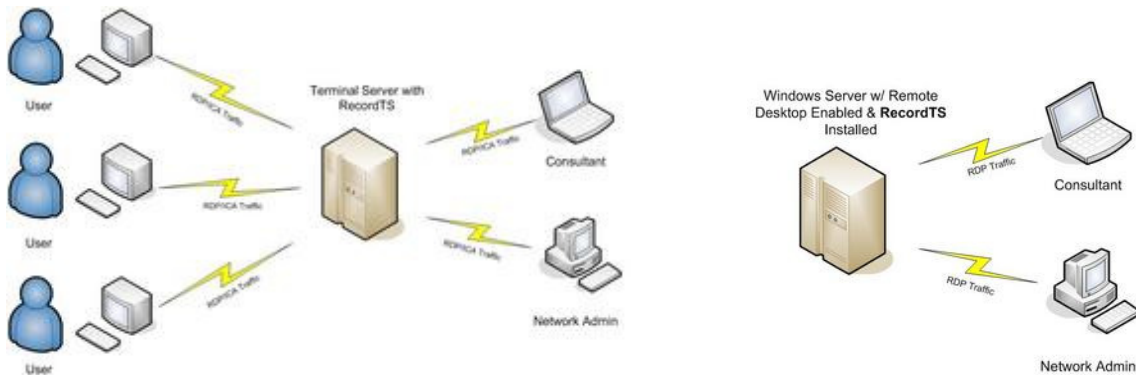 User
RDP/ICA Traffic
User
RDP/ICA Traffic
User
RDP/ICA Traffic
Terminal Server with
RecordTS
RDP/ICA Traffic
Consultant
RDP/ICA Traffic
Network Admin
Windows Server w/ Remote
Desktop Enabled & RecordTS
Installed
RDP Traffic
Consultant
RDP Traffic
Network Admin